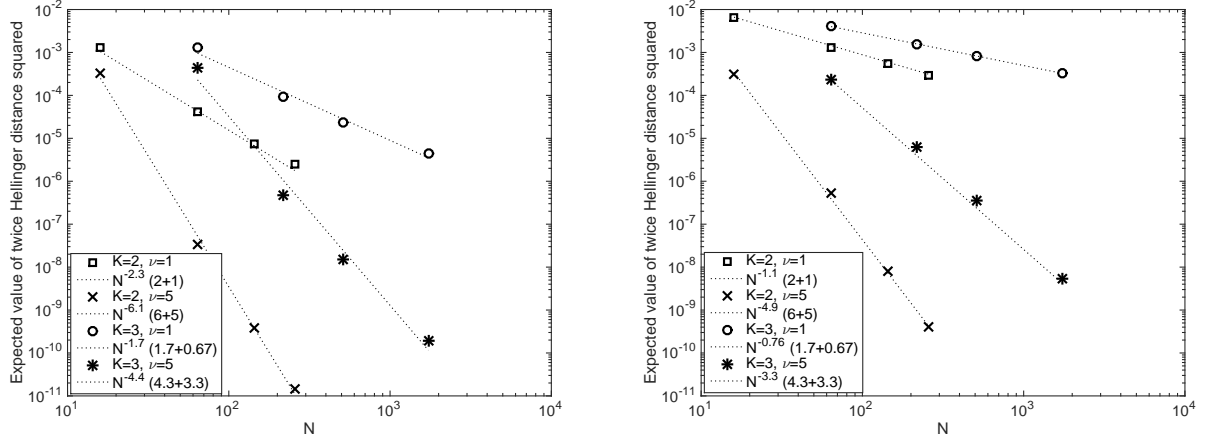 Expected value of twice Hellinger distance squared
10^-2
10^-3
10^-4
10^-5
10^-6
10^-7
10^-8
10^-9
10^-10
10^-11
K=2, ν=1
N^-2.3 (2+1)
K=2, ν=5
N^-6.1 (6+5)
K=3, ν=1
N^-1.7 (1.7+0.67)
K=3, ν=5
N^-4.4 (4.3+3.3)
10^1 10^2 10^3 10^4
N
Expected value of twice Hellinger distance squared
10^-2
10^-3
10^-4
10^-5
10^-6
10^-7
10^-8
10^-9
10^-10
10^-11
K=2, ν=1
N^-1.1 (2+1)
K=2, ν=5
N^-4.9 (6+5)
K=3, ν=1
N^-0.76 (1.7+0.67)
K=3, ν=5
N^-3.3 (4.3+3.3)
10^1 10^2 10^3 10^4
N